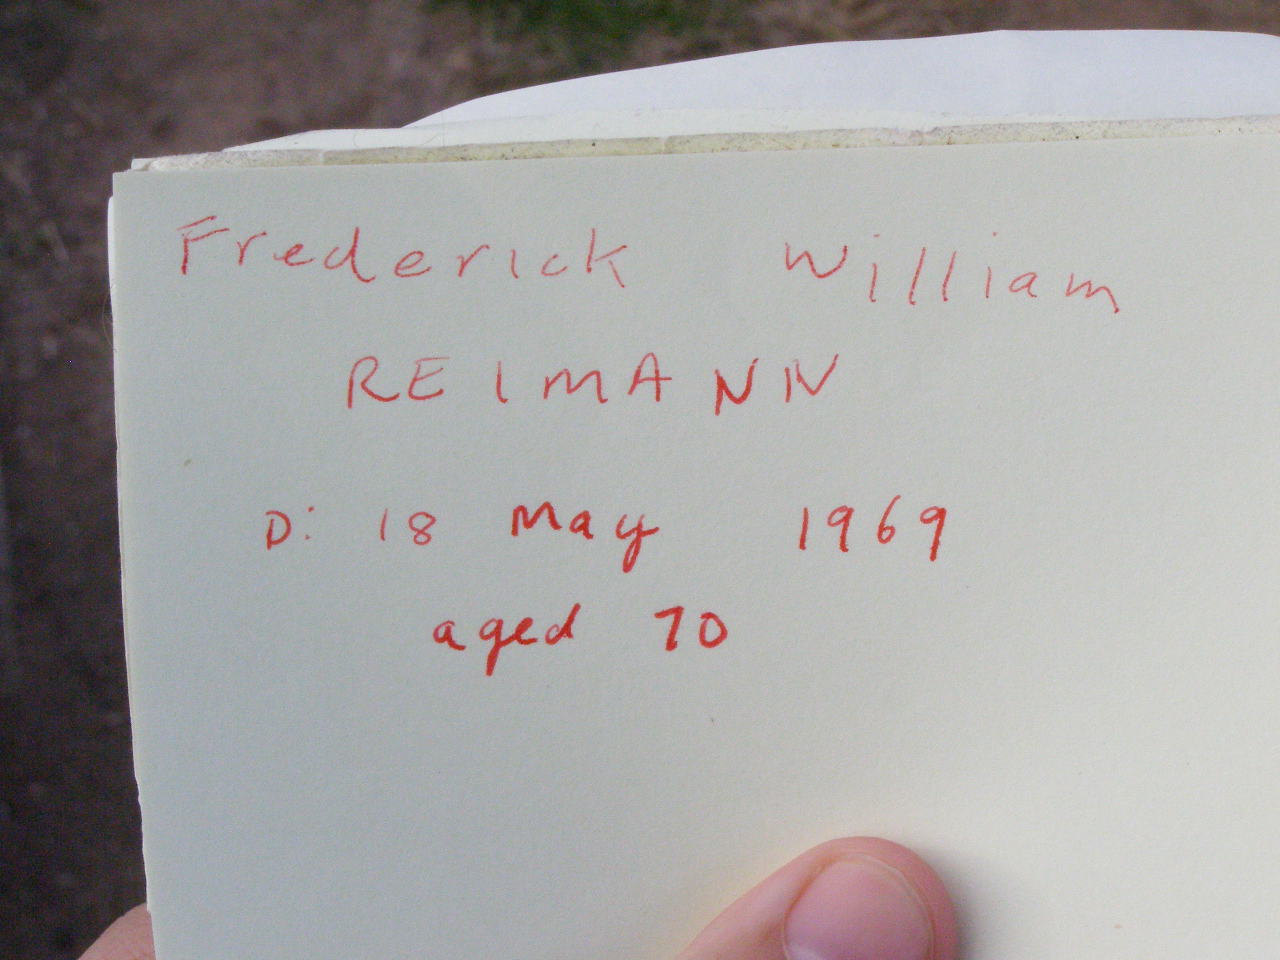 Frederick William
REIMANN
D: 18 May 1969
aged 70